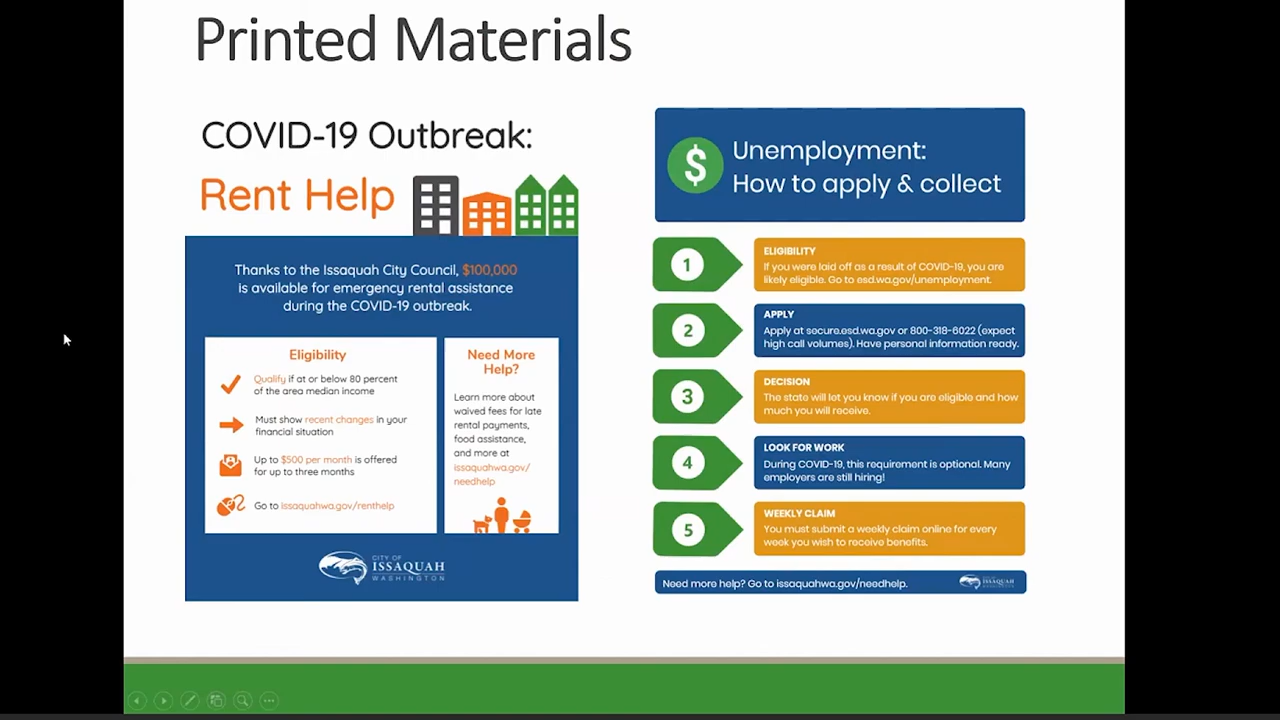 Printed Materials
COVID-19 Outbreak:
Rent Help
Thanks to the Issaquah City Council, $100,000
is available for emergency rental assistance
during the COVID-19 outbreak.
Eligibility
Qualify if at or below 80 percent
of the area median income
Must show recent changes in your
financial situation
Up to $500 per month is offered
for up to three months
Go to issaquahwa.gov/renthelp
Need More
Help?
Learn more about
waived fees for late
rental payments,
food assistance,
and more at
issaquahwa.gov/
needhelp
CITY OF
ISSAQUAH
WASHINGTON
$
Unemployment:
How to apply & collect
1
ELIGIBILITY
If you were laid off as a result of COVID-19, you are
likely eligible. Go to esd.wa.gov/unemployment.
2
APPLY
Apply at secure.esd.wa.gov or 800-318-6022 (expect
high call volumes). Have personal information ready.
3
DECISION
The state will let you know if you are eligible and how
much you will receive.
4
LOOK FOR WORK
During COVID-19, this requirement is optional. Many
employers are still hiring!
5
WEEKLY CLAIM
You must submit a weekly claim online for every
week you wish to receive benefits.
Need more help? Go to issaquahwa.gov/needhelp.
ISSAQUAH